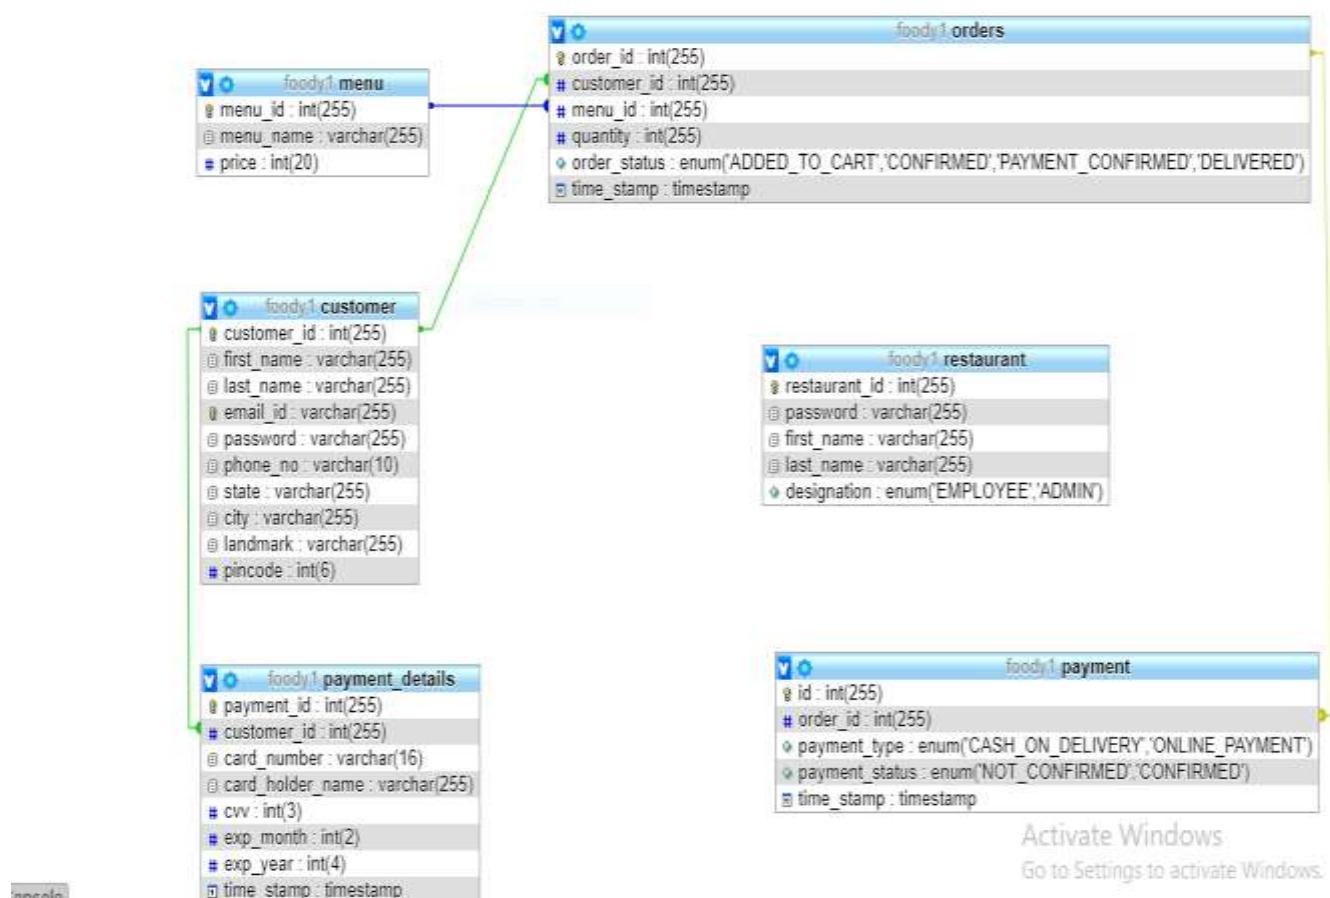 foody1 orders
order_id : int(255)
customer_id : int(255)
menu_id : int(255)
quantity : int(255)
order_status : enum('ADDED_TO_CART','CONFIRMED','PAYMENT_CONFIRMED','DELIVERED')
time_stamp : timestamp
foody1 menu
menu_id : int(255)
menu_name : varchar(255)
price : int(20)
foody1 customer
customer_id : int(255)
first_name : varchar(255)
last_name : varchar(255)
email_id : varchar(255)
password : varchar(255)
phone_no : varchar(10)
state : varchar(255)
city : varchar(255)
landmark : varchar(255)
pincode : int(6)
foody1 restaurant
restaurant_id : int(255)
password : varchar(255)
first_name : varchar(255)
last_name : varchar(255)
designation : enum('EMPLOYEE','ADMIN')
foody1 payment_details
payment_id : int(255)
customer_id : int(255)
card_number : varchar(16)
card_holder_name : varchar(255)
cvv : int(3)
exp_month : int(2)
exp_year : int(4)
time_stamp : timestamp
foody1 payment
id : int(255)
order_id : int(255)
payment_type : enum('CASH_ON_DELIVERY','ONLINE_PAYMENT')
payment_status : enum('NOT_CONFIRMED','CONFIRMED')
time_stamp : timestamp
Activate Windows
Go to Settings to activate Windows.